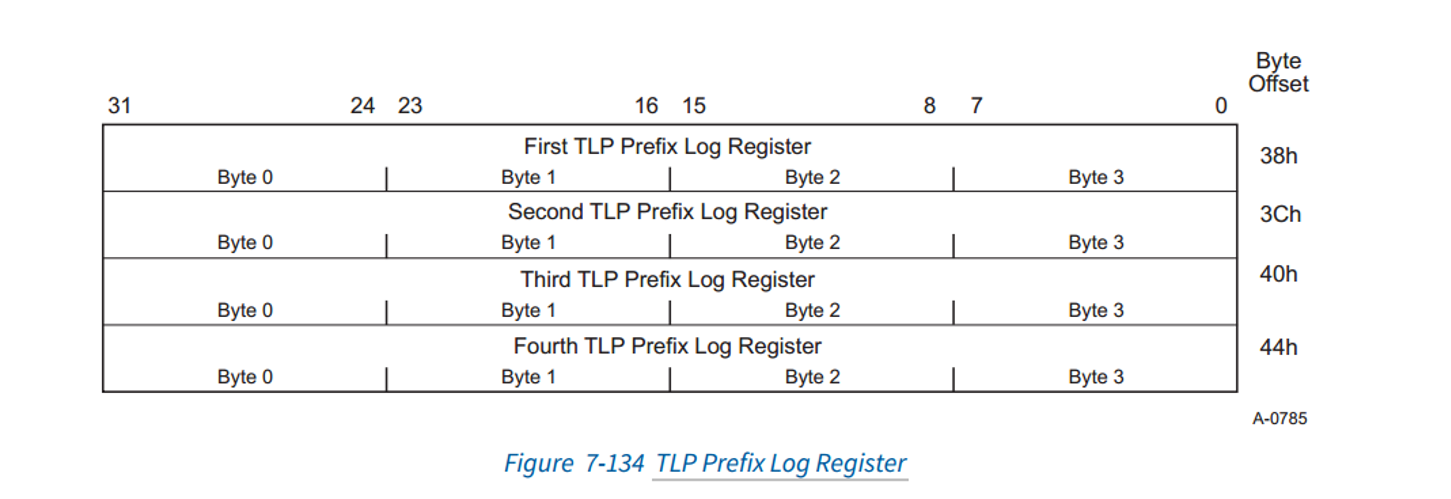 Byte
Offset
31 24 23 16 15 8 7 0
First TLP Prefix Log Register
38h
Byte 0 Byte 1 Byte 2 Byte 3
Second TLP Prefix Log Register
3Ch
Byte 0 Byte 1 Byte 2 Byte 3
Third TLP Prefix Log Register
40h
Byte 0 Byte 1 Byte 2 Byte 3
Fourth TLP Prefix Log Register
44h
Byte 0 Byte 1 Byte 2 Byte 3
A-0785
Figure 7-134 TLP Prefix Log Register